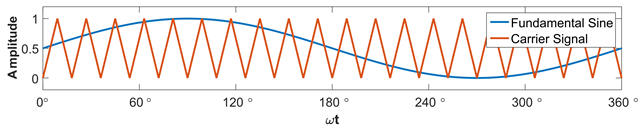 Amplitude
1
0.5
0
Fundamental Sine
Carrier Signal
0° 60° 120° 180° 240° 300° 360°
ωt